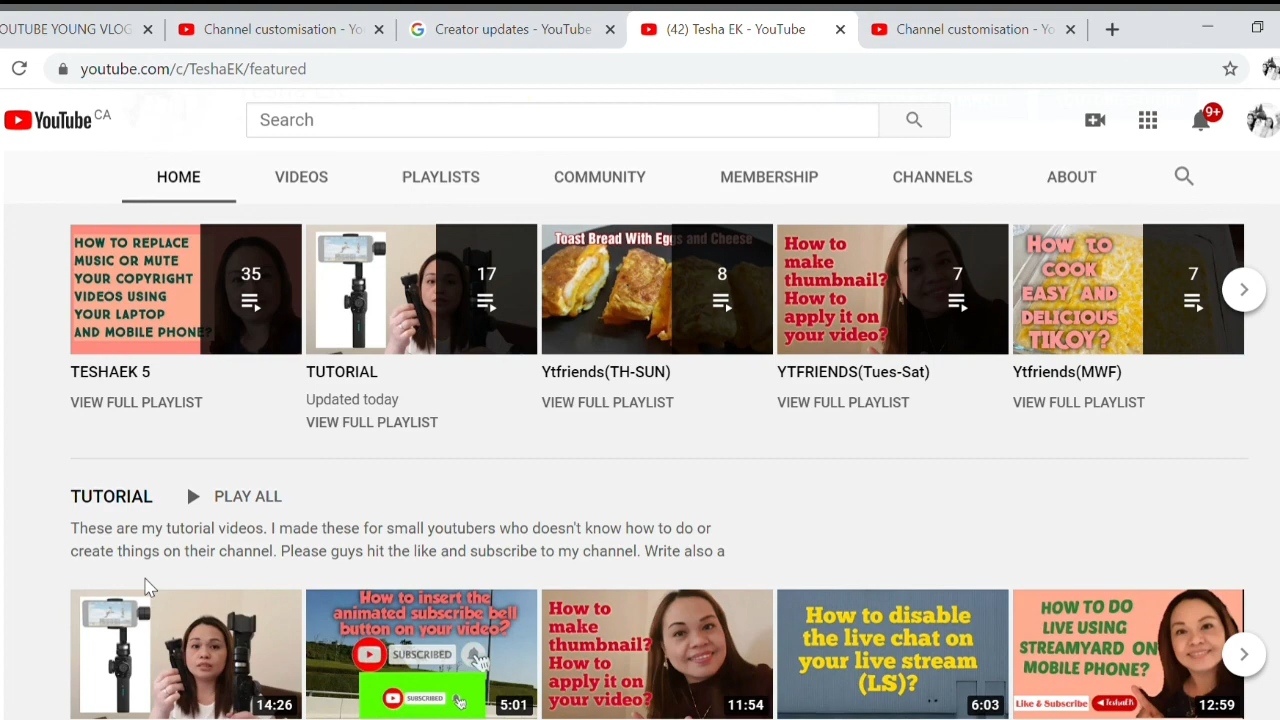 OUTUBE YOUNG VLOG
Channel customisation - Yo
Creator updates - YouTube
(42) Tesha EK - YouTube
Channel customisation - Yo
youtube.com/c/TeshaEK/featured
YouTube CA
Search
9+
HOME
VIDEOS
PLAYLISTS
COMMUNITY
MEMBERSHIP
CHANNELS
ABOUT
HOW TO REPLACE
MUSIC OR MUTE
YOUR COPYRIGHT
VIDEOS USING
YOUR LAPTOP
AND MOBILE PHONE?
35
17
Toast Bread With Eggs and Cheese
8
How to
make
thumbnail?
How to
apply it on
your video?
7
HOW TO
COOK
EASY AND
DELICIOUS
TIKOY?
7
TESHAEK 5
VIEW FULL PLAYLIST
TUTORIAL
Updated today
VIEW FULL PLAYLIST
Ytfriends(TH-SUN)
VIEW FULL PLAYLIST
YTFRIENDS(Tues-Sat)
VIEW FULL PLAYLIST
Ytfriends(MWF)
VIEW FULL PLAYLIST
TUTORIAL
PLAY ALL
These are my tutorial videos. I made these for small youtubers who doesn't know how to do or
create things on their channel. Please guys hit the like and subscribe to my channel. Write also a
14:26
How to insert the
animated subscribe bell
button on your video?
SUBSCRIBED
SUBSCRIBED
5:01
How to
make
thumbnail?
How to
apply it on
your video?
11:54
How to disable
the live chat on
your live stream
(LS)?
6:03
HOW TO DO
LIVE USING
STREAMYARD ON
MOBILE PHONE?
Like & Subscribe
TeshaEK
12:59